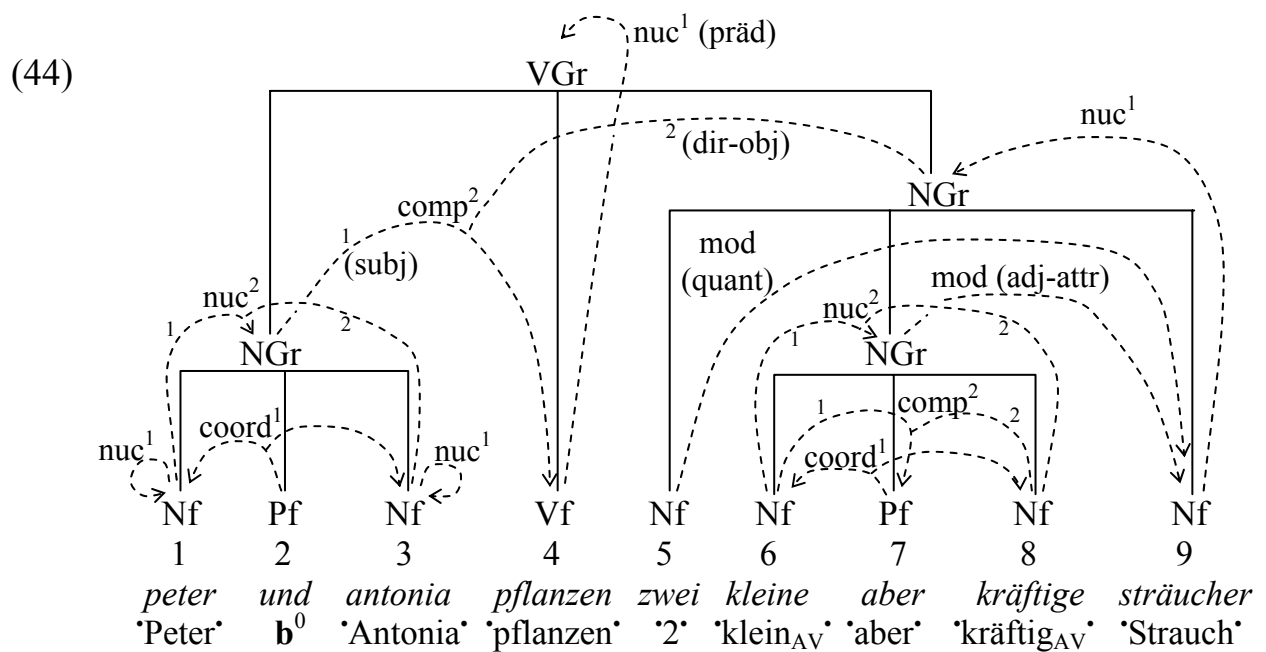 nuc¹ (präd)
(44)
VGr
² (dir-obj)
nuc¹
NGr
comp²
¹
(subj)
mod
(quant)
mod (adj-attr)
nuc²
nuc²
¹ ² ¹ ²
NGr NGr
¹ comp² ²
coord¹
nuc¹ nuc¹
coord¹
Nf Pf Nf Vf Nf Nf Pf Nf Nf
1 2 3 4 5 6 7 8 9
peter und antonia pflanzen zwei kleine aber kräftige sträucher
•Peter• b⁰ •Antonia• •pflanzen• •2• •klein_AV• •aber• •kräftig_AV• •Strauch•